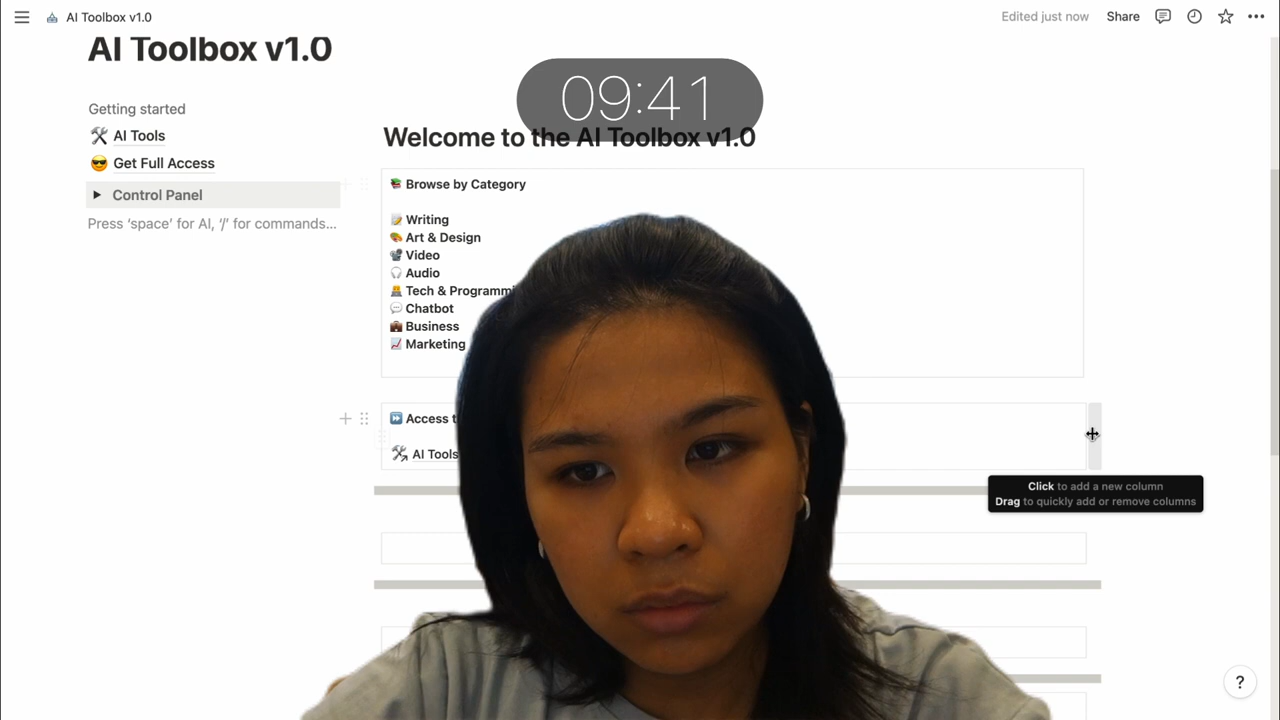 AI Toolbox v1.0
Edited just now
Share
AI Toolbox v1.0
09:41
Getting started
AI Tools
Get Full Access
Control Panel
Press ‘space’ for AI, ‘/’ for commands...
Welcome to the AI Toolbox v1.0
Browse by Category
Writing
Art & Design
Video
Audio
Tech &
Chatbot
Business
Marketing
Access
AI Tools
Click to add a new column
Drag to quickly add or remove columns
?